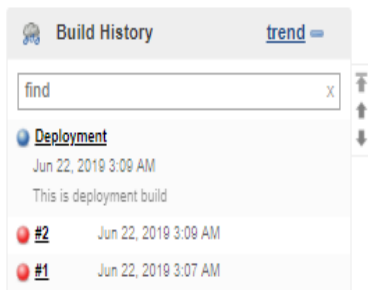 Build History trend
find x
Deployment
Jun 22, 2019 3:09 AM
This is deployment build
#2 Jun 22, 2019 3:09 AM
#1 Jun 22, 2019 3:07 AM